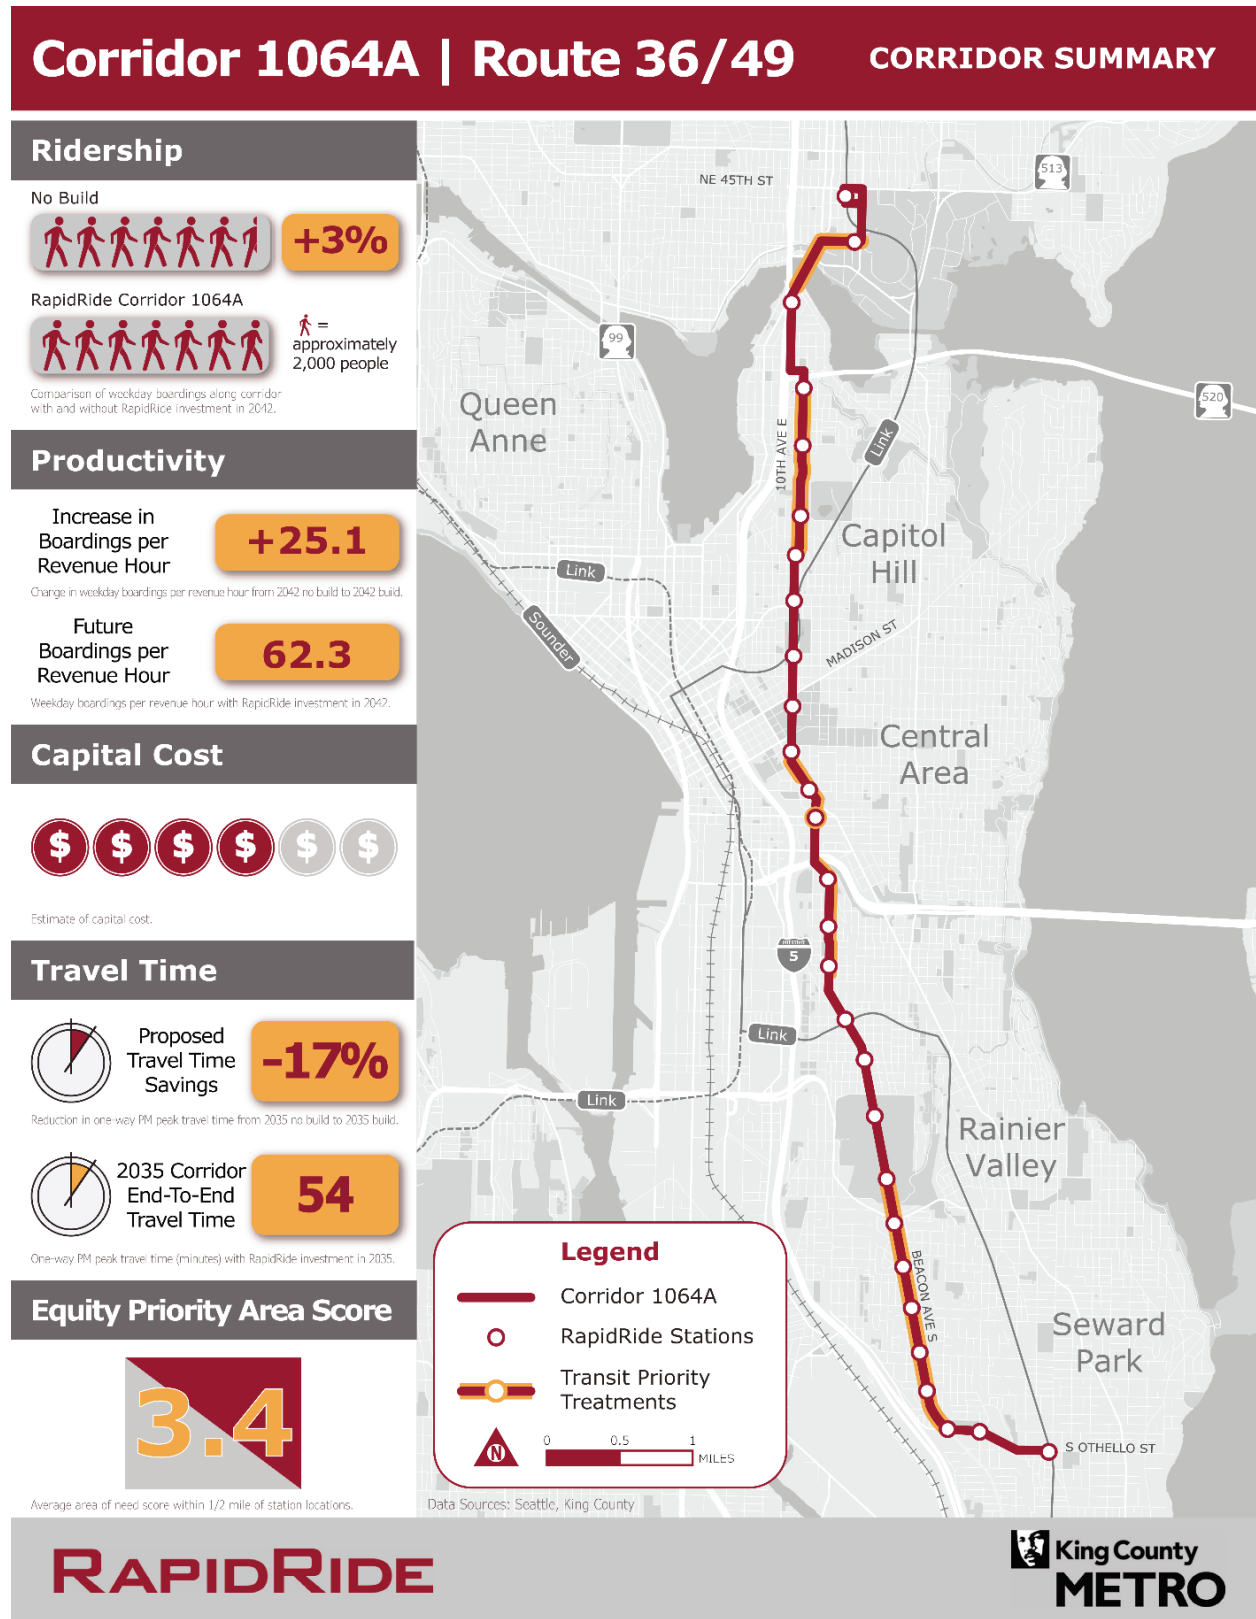 Corridor 1064A | Route 36/49
CORRIDOR SUMMARY
Ridership
No Build
+3%
RapidRide Corridor 1064A
=
approximately
2,000 people
Comparison of weekday boardings along corridor
with and without RapidRide investment in 2042.
Productivity
Increase in
Boardings per
Revenue Hour
+25.1
Change in weekday boardings per revenue hour from 2042 no build to 2042 build.
Future
Boardings per
Revenue Hour
62.3
Weekday boardings per revenue hour with RapidRide investment in 2042.
Capital Cost
$ $ $ $ $ $
Estimate of capital cost.
Travel Time
Proposed
Travel Time
Savings
-17%
Reduction in one-way PM peak travel time from 2035 no build to 2035 build.
2035 Corridor
End-To-End
Travel Time
54
One-way PM peak travel time (minutes) with RapidRide investment in 2035.
Equity Priority Area Score
3.4
Average area of need score within 1/2 mile of station locations.
NE 45TH ST
513
99
520
Queen
Anne
10TH AVE E
Link
Capitol
Hill
Link
Sounder
MADISON ST
Central
Area
5
Link
Link
Rainier
Valley
BEACON AVE S
Seward
Park
S OTHELLO ST
Legend
Corridor 1064A
RapidRide Stations
Transit Priority
Treatments
N
0 0.5 1
MILES
Data Sources: Seattle, King County
RAPIDRIDE
King County
METRO